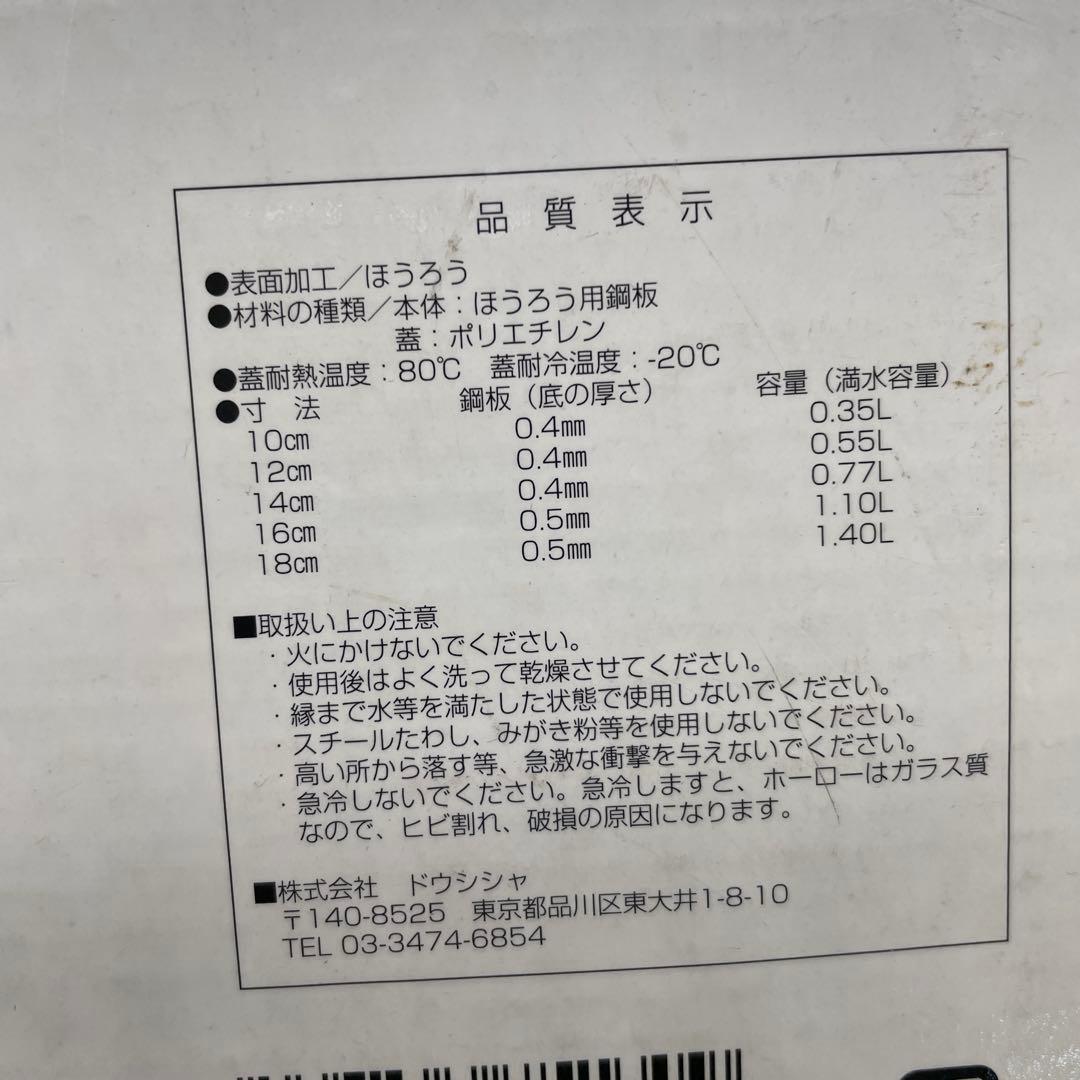 品質表示
●表面加工／ほうろう
●材料の種類／本体：ほうろう用鋼板
蓋：ポリエチレン
●蓋耐熱温度：80℃ 蓋耐冷温度：-20℃
●寸 法 鋼板（底の厚さ） 容量（満水容量）
10㎝ 0.4㎜ 0.35L
12㎝ 0.4㎜ 0.55L
14㎝ 0.4㎜ 0.77L
16㎝ 0.5㎜ 1.10L
18㎝ 0.5㎜ 1.40L
■取扱い上の注意
・火にかけないでください。
・使用後はよく洗って乾燥させてください。
・縁まで水等を満たした状態で使用しないでください。
・スチールたわし、みがき粉等を使用しないでください。
・高い所から落す等、急激な衝撃を与えないでください。
・急冷しないでください。急冷しますと、ホーローはガラス質
なので、ヒビ割れ、破損の原因になります。
■株式会社 ドウシシャ
〒140-8525 東京都品川区東大井1-8-10
TEL 03-3474-6854